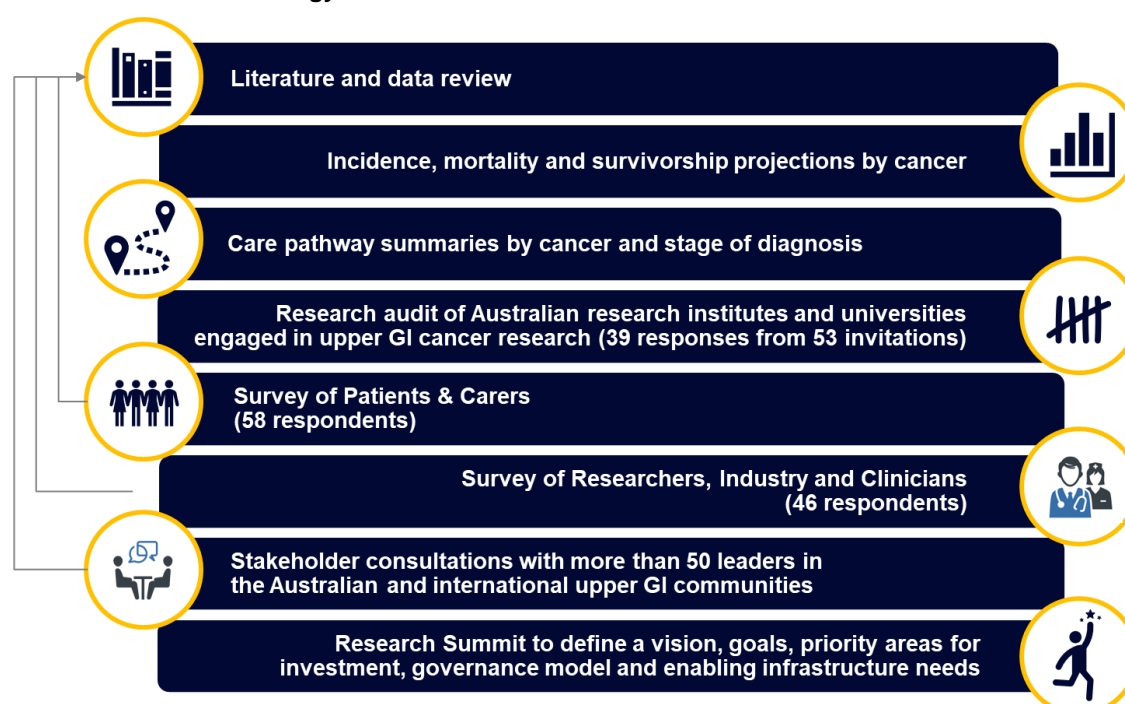 Literature and data review
Incidence, mortality and survivorship projections by cancer
Care pathway summaries by cancer and stage of diagnosis
Research audit of Australian research institutes and universities
engaged in upper GI cancer research (39 responses from 53 invitations)
Survey of Patients & Carers
(58 respondents)
Survey of Researchers, Industry and Clinicians
(46 respondents)
Stakeholder consultations with more than 50 leaders in
the Australian and international upper GI communities
Research Summit to define a vision, goals, priority areas for
investment, governance model and enabling infrastructure needs